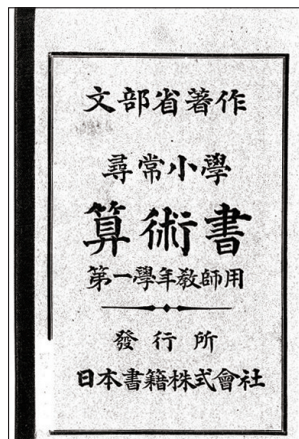 文部省著作
尋常小學
算術書
第一學年敎師用
發行所
日本書籍株式會社